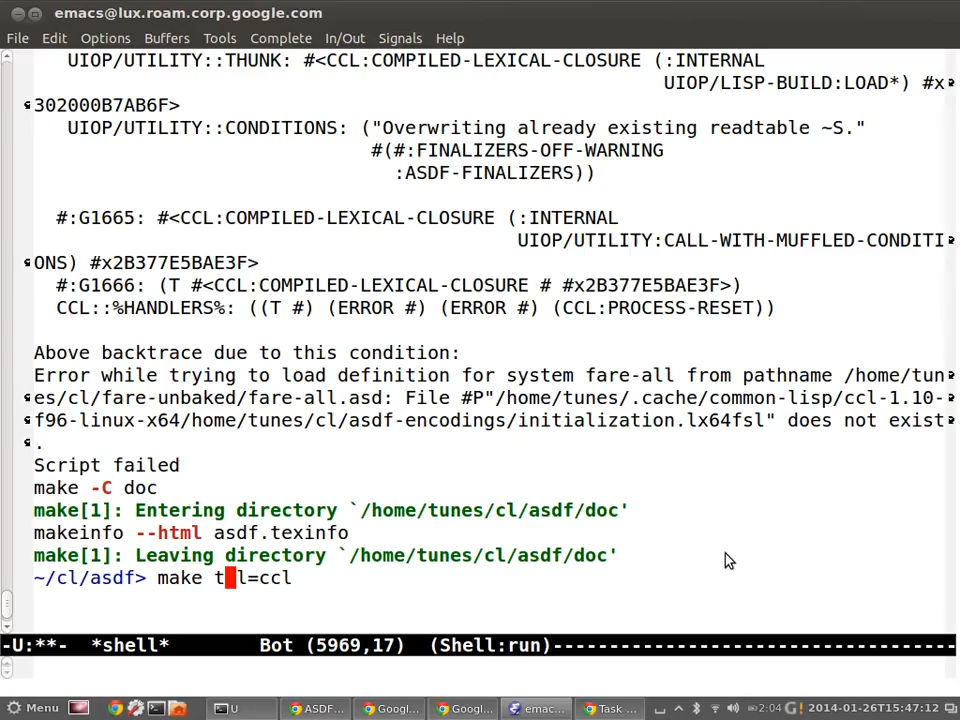 emacs@lux.roam.corp.google.com
File Edit Options Buffers Tools Complete In/Out Signals Help
UIOP/UTILITY::THUNK: #<CCL:COMPILED-LEXICAL-CLOSURE (:INTERNAL
UIOP/LISP-BUILD:LOAD*) #x
302000B7AB6F>
UIOP/UTILITY::CONDITIONS: ("Overwriting already existing readtable ~S."
#(#:FINALIZERS-OFF-WARNING
:ASDF-FINALIZERS))
#:G1665: #<CCL:COMPILED-LEXICAL-CLOSURE (:INTERNAL
UIOP/UTILITY:CALL-WITH-MUFFLED-CONDITI
ONS) #x2B377E5BAE3F>
#:G1666: (T #<CCL:COMPILED-LEXICAL-CLOSURE # #x2B377E5BAE3F>)
CCL::%HANDLERS%: ((T #) (ERROR #) (ERROR #) (CCL:PROCESS-RESET))
Above backtrace due to this condition:
Error while trying to load definition for system fare-all from pathname /home/tun
es/cl/fare-unbaked/fare-all.asd: File #P"/home/tunes/.cache/common-lisp/ccl-1.10-
f96-linux-x64/home/tunes/cl/asdf-encodings/initialization.lx64fsl" does not exist
.
Script failed
make -C doc
make[1]: Entering directory `/home/tunes/cl/asdf/doc'
makeinfo --html asdf.texinfo
make[1]: Leaving directory `/home/tunes/cl/asdf/doc'
~/cl/asdf> make t l=ccl
-U:**- *shell* Bot (5969,17) (Shell:run)-----------------------------------
Menu U ASDF... Googl... Googl... emac... Task ... 2:04 2014-01-26T15:47:12